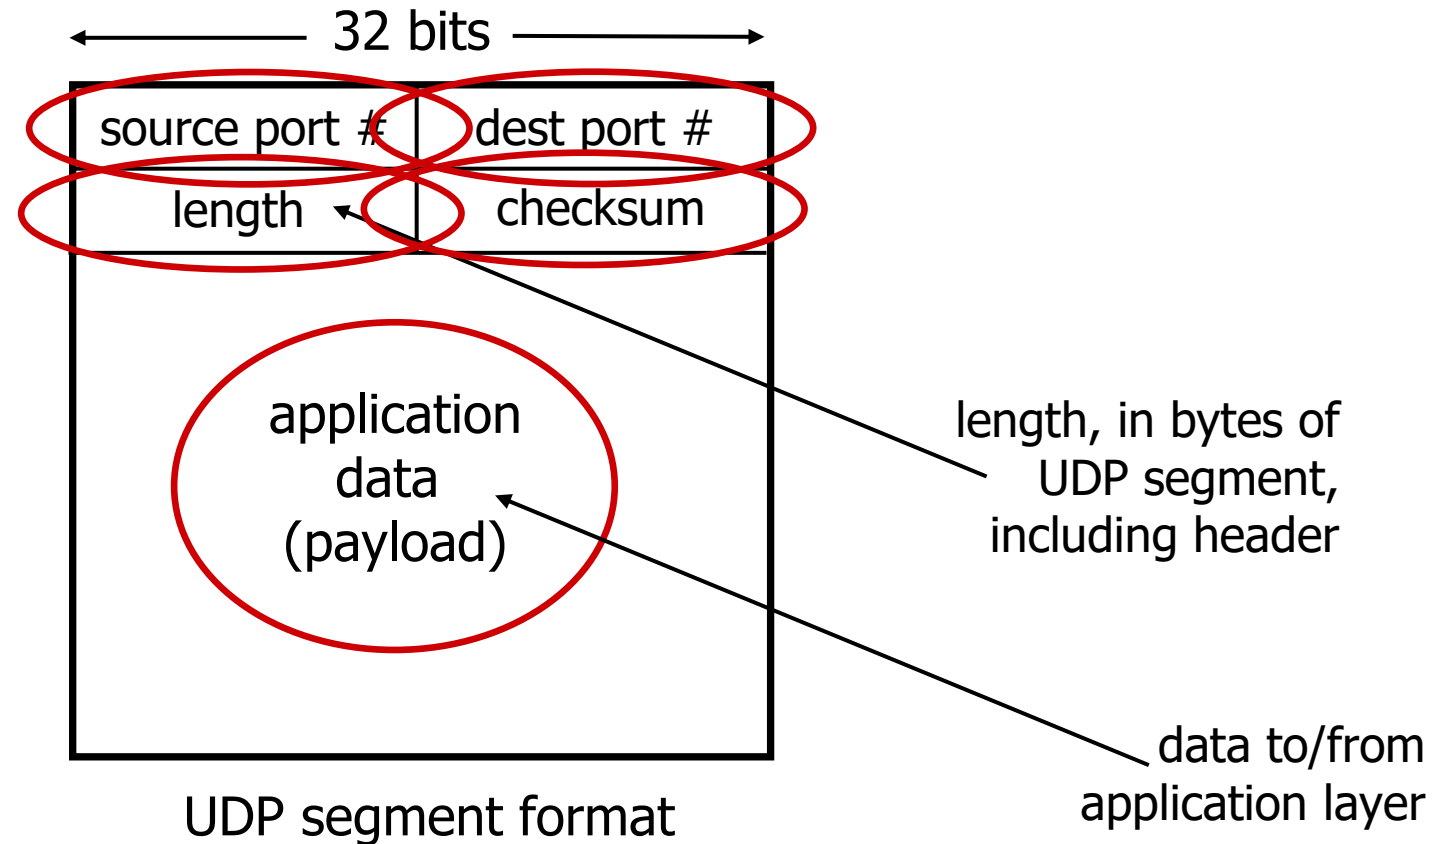 32 bits
source port #
dest port #
length
checksum
application
data
(payload)
length, in bytes of
UDP segment,
including header
data to/from
application layer
UDP segment format